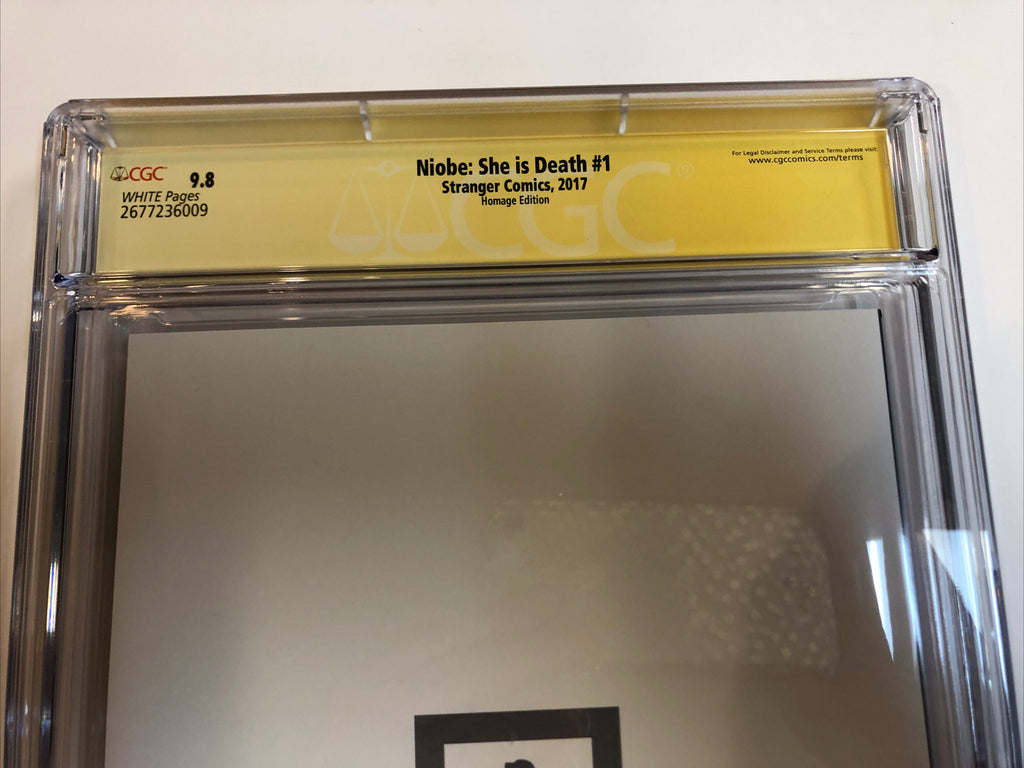 CGC 9.8
WHITE Pages
2677236009
Niobe: She is Death #1
Stranger Comics, 2017
Homage Edition
For Legal Disclaimer and Service Terms please visit:
www.cgccomics.com/terms
CGC®